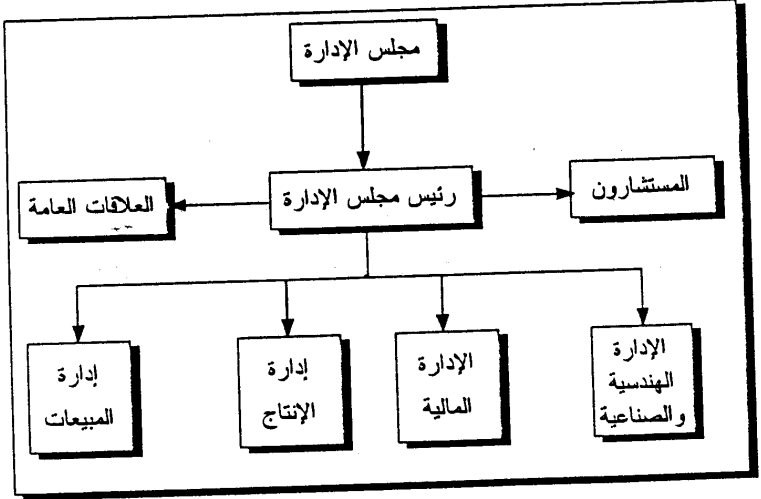 مجلس الإدارة
المستشارون
رئيس مجلس الإدارة
العلاقات العامة
الإدارة
الهندسية
والصناعية
الإدارة
المالية
إدارة
الإنتاج
إدارة
المبيعات